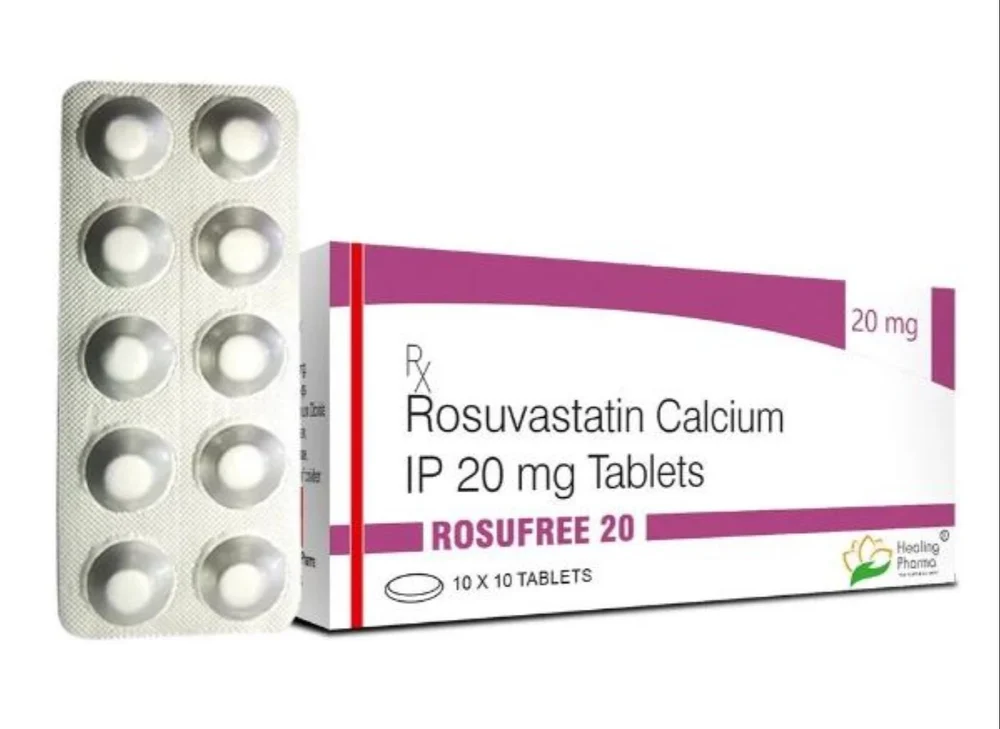 20 mg
Rx
Rosuvastatin Calcium
IP 20 mg Tablets
ROSUFREE 20
10 X 10 TABLETS
Healing
Pharma